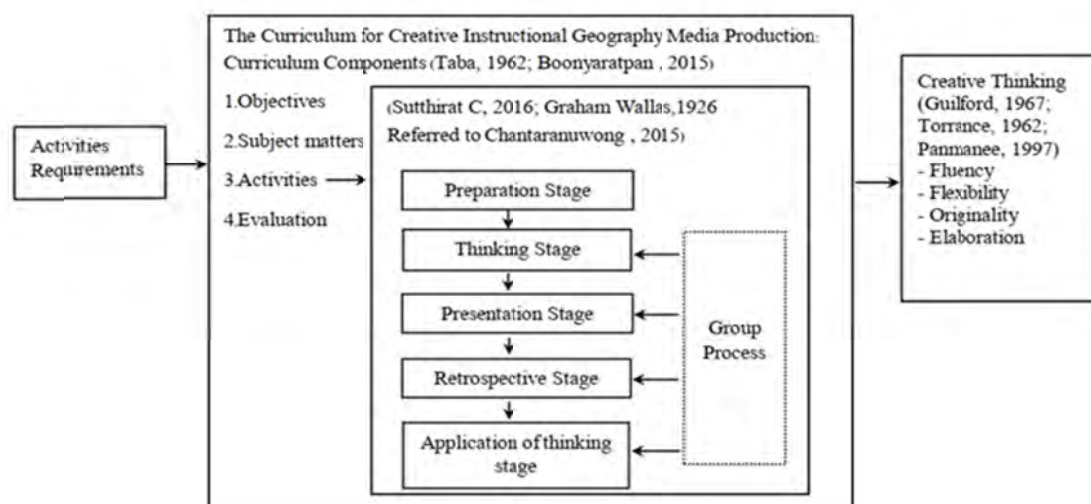 Activities
Requirements
The Curriculum for Creative Instructional Geography Media Production:
Curriculum Components (Taba, 1962; Boonyaratpan , 2015)
1.Objectives
2.Subject matters
3.Activities
4.Evaluation
(Sutthirat C, 2016; Graham Wallas,1926
Referred to Chantaranuwong , 2015)
Preparation Stage
Thinking Stage
Presentation Stage
Retrospective Stage
Application of thinking
stage
Group
Process
Creative Thinking
(Guilford, 1967;
Torrance, 1962;
Panmanee, 1997)
- Fluency
- Flexibility
- Originality
- Elaboration